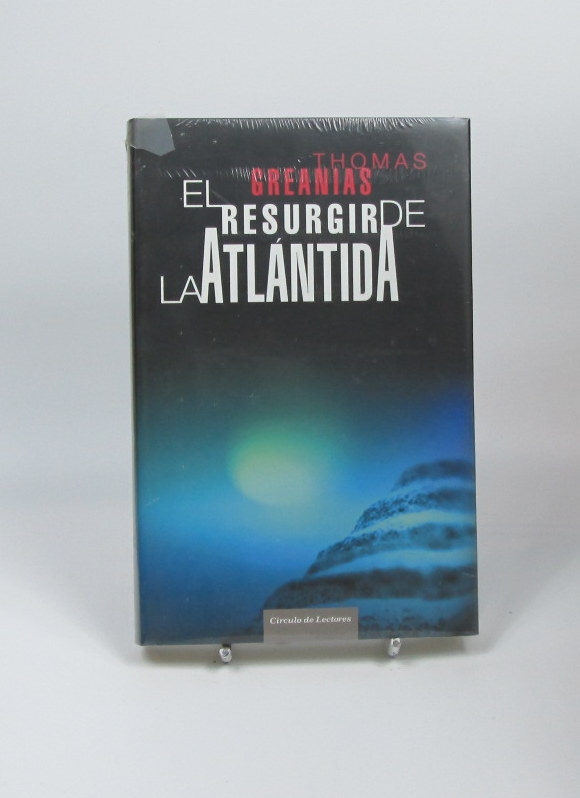 THOMAS
GREANIAS
EL
RESURGIR DE
LA ATLÁNTIDA
Círculo de Lectores